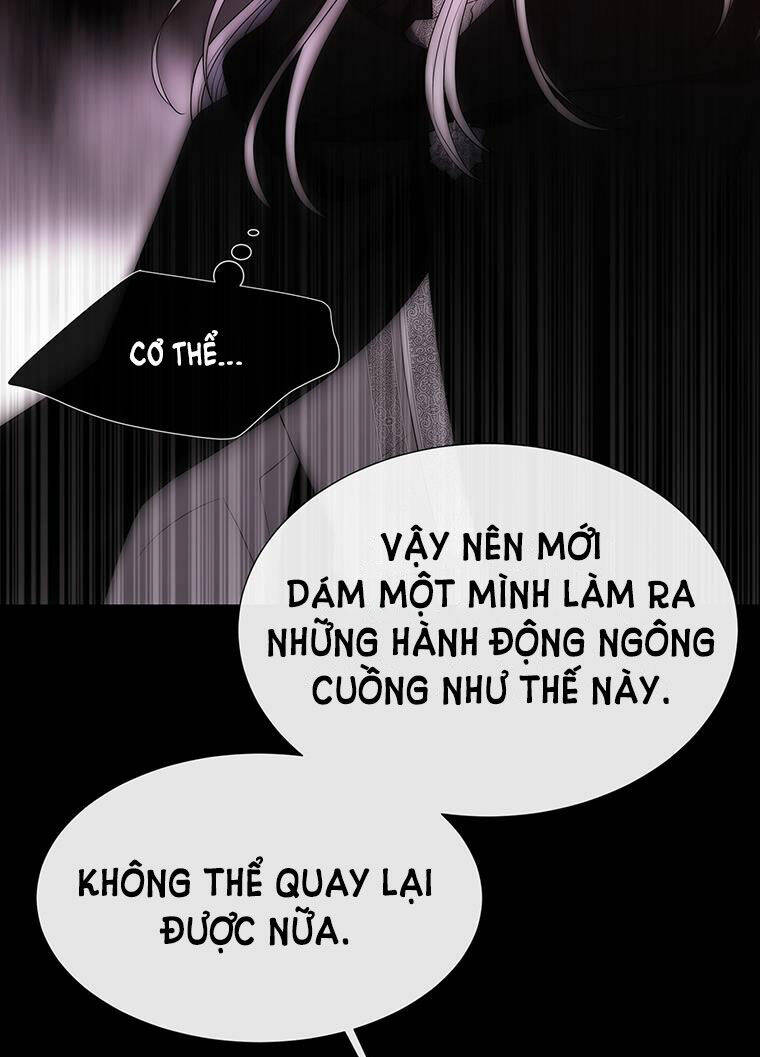 CƠ THỂ...
VẬY NÊN MỚI
DÁM MỘT MÌNH LÀM RA
NHỮNG HÀNH ĐỘNG NGÔNG
CUỒNG NHƯ THẾ NÀY.
KHÔNG THỂ QUAY LẠI
ĐƯỢC NỮA.